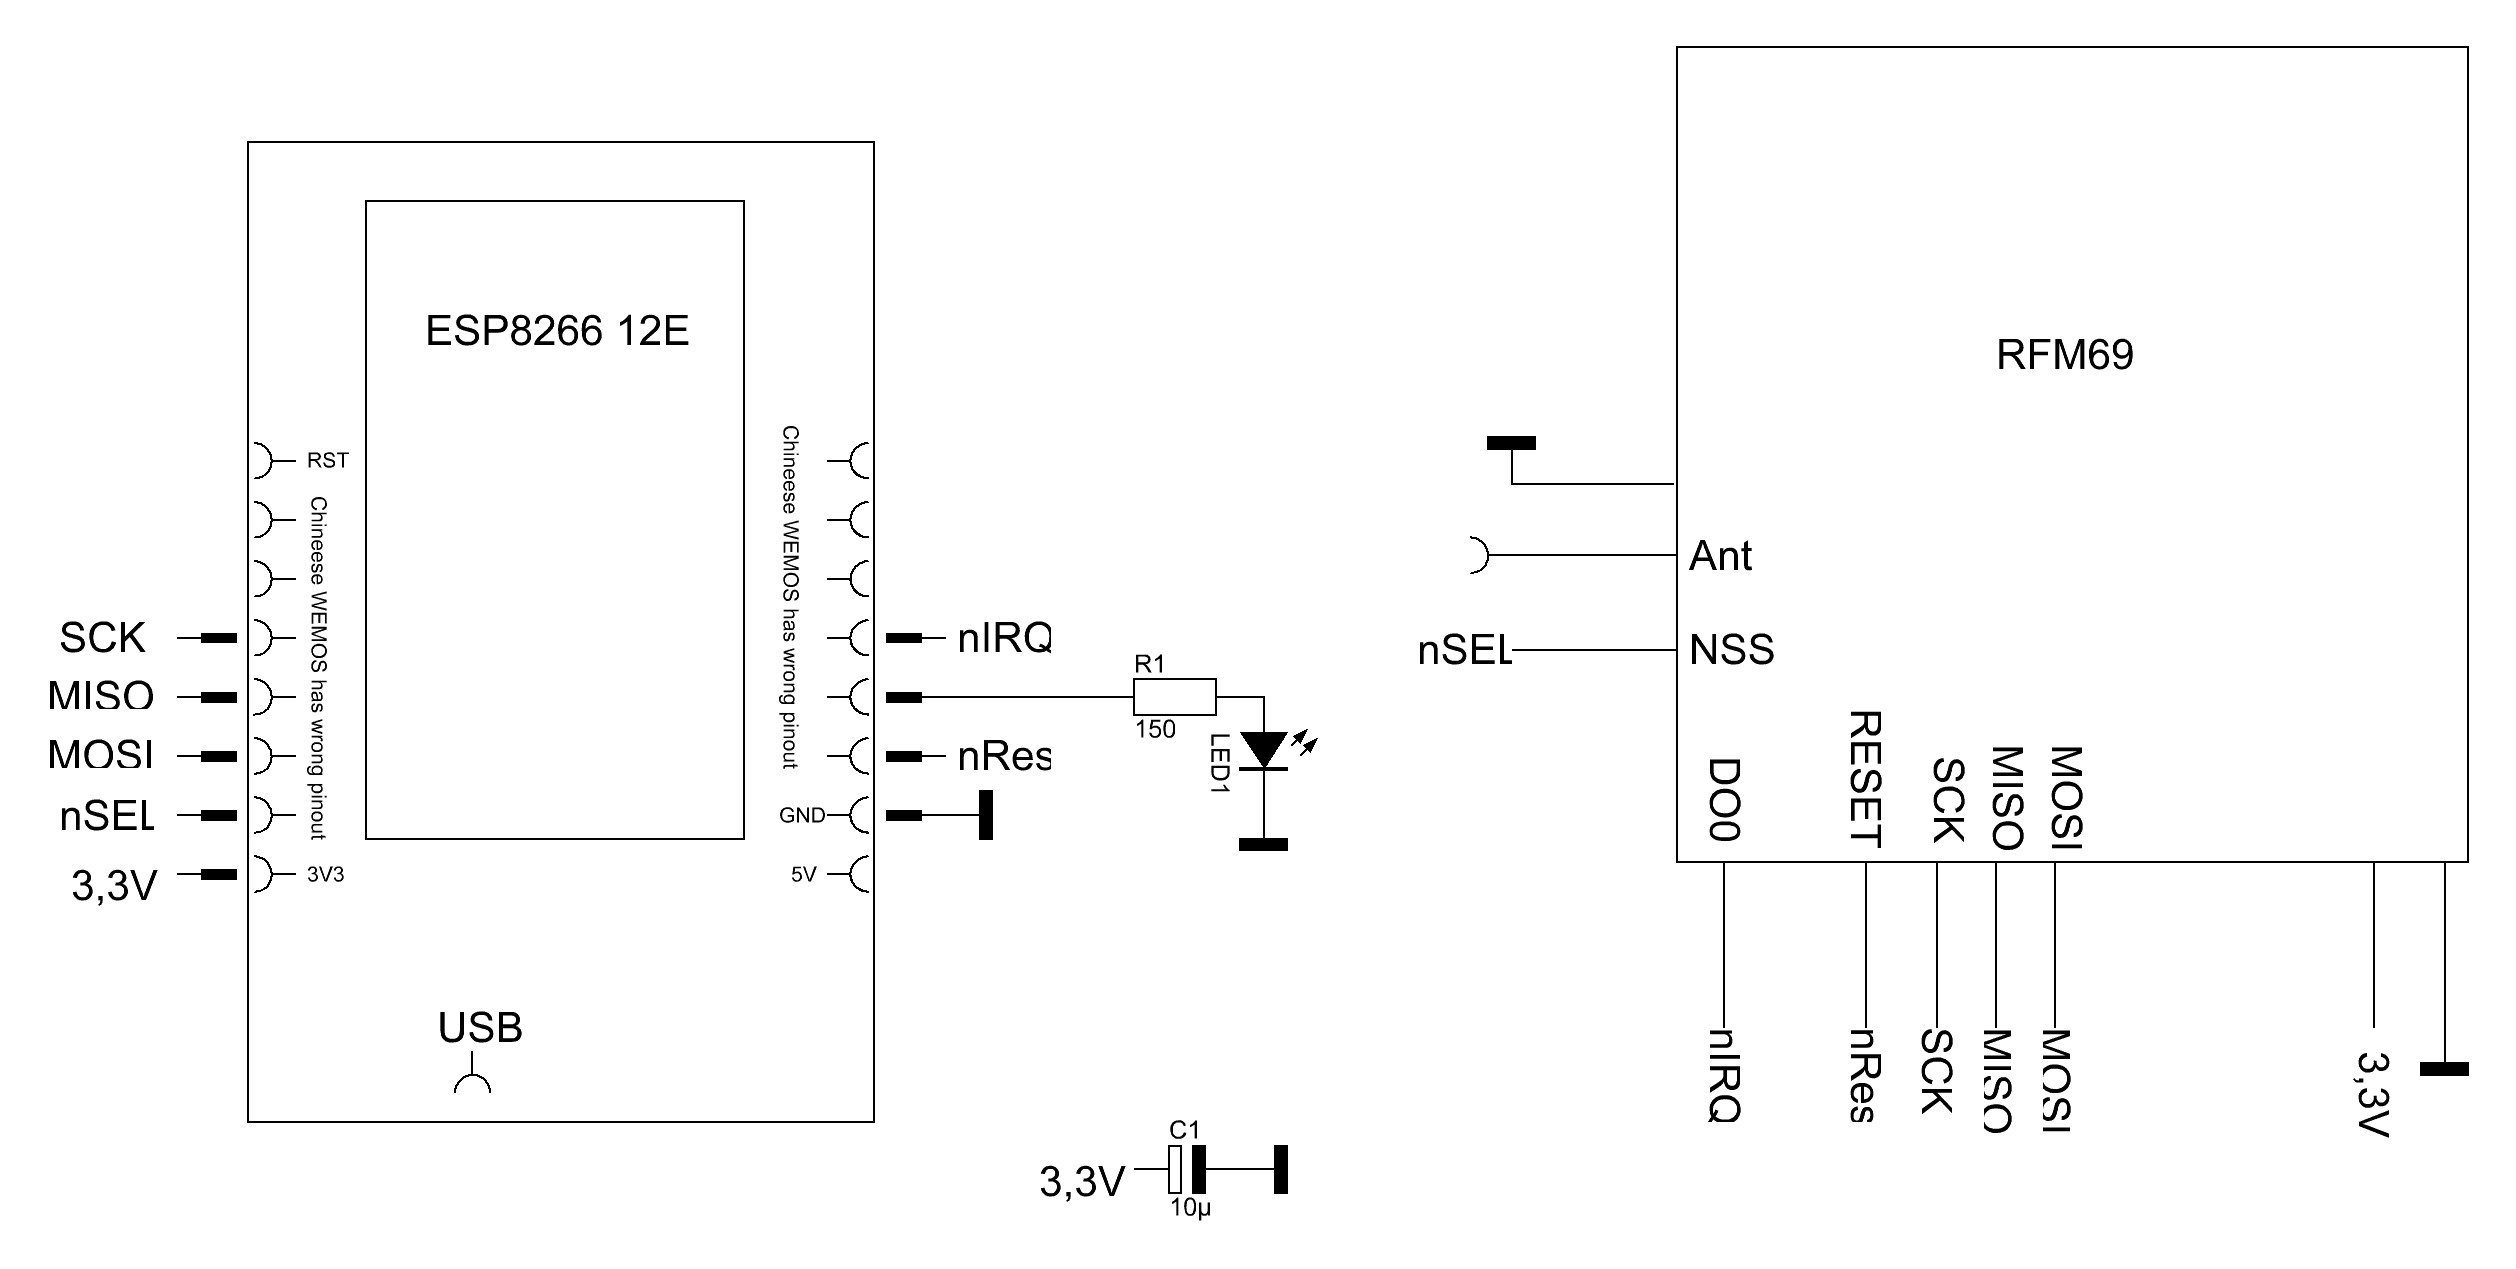 ESP8266 12E
RST
Chineese WEMOS has wrong pinout
Chineese WEMOS has wrong pinout
SCK
MISO
MOSI
nSEL
3,3V
3V3
nIRQ
nRes
GND
5V
USB
R1
150
LED1
C1
3,3V
10µ
RFM69
Ant
nSEL
NSS
DO0
RESET
SCK
MISO
MOSI
nIRQ
nRes
SCK
MISO
MOSI
3,3V